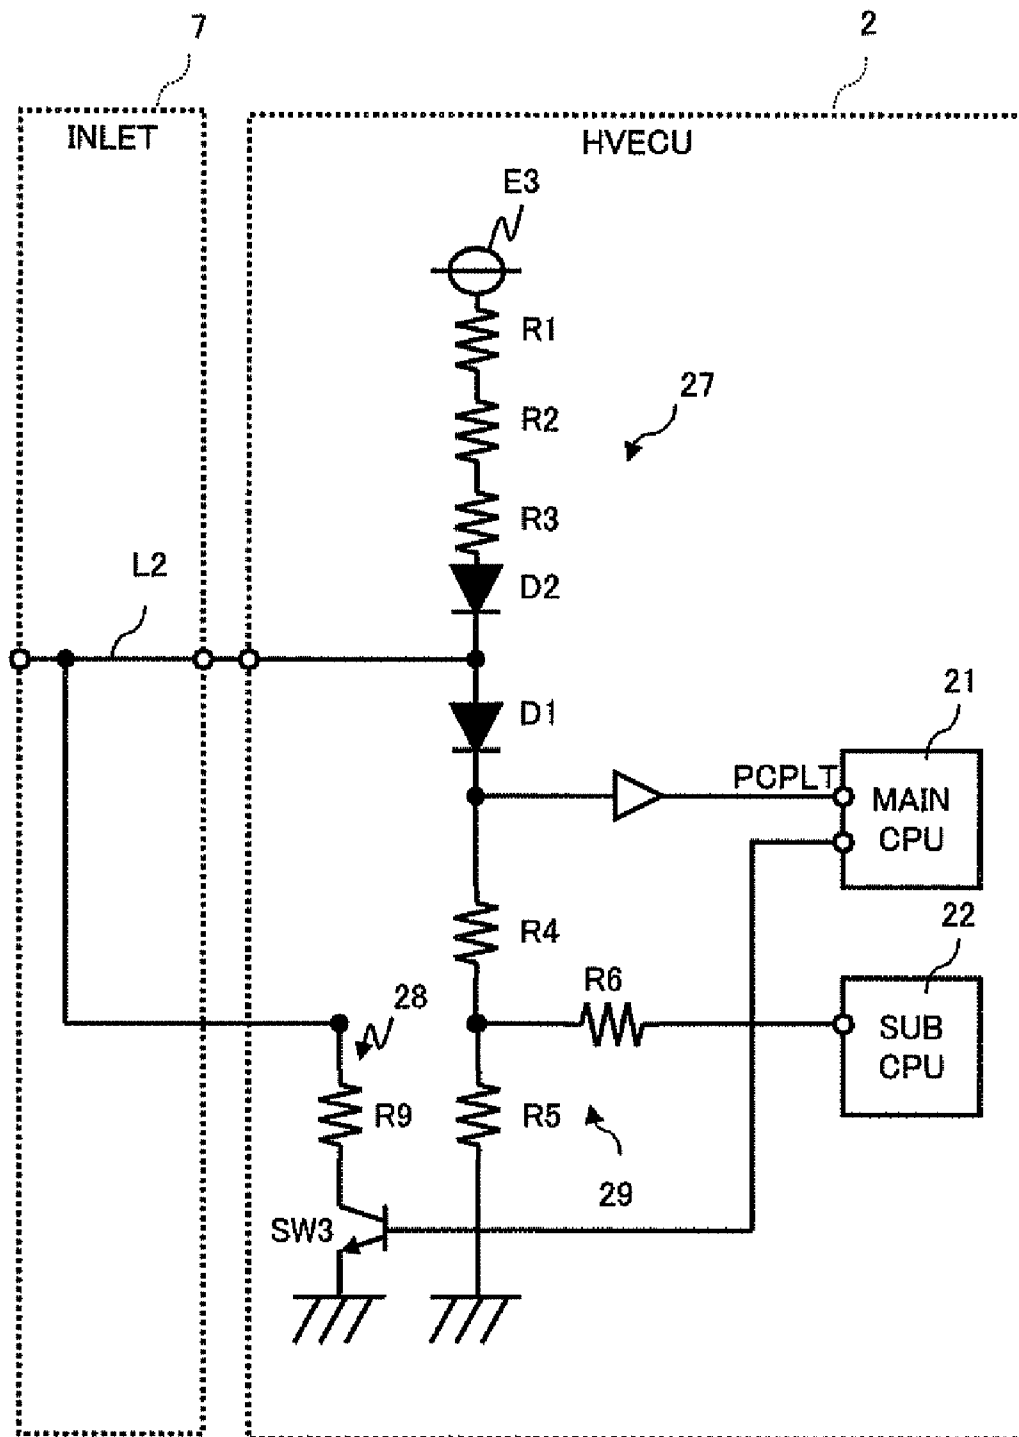 7
2
INLET
HVECU
E3
R1
27
R2
R3
L2
D2
21
D1
PCPLT
MAIN
CPU
R4
22
28
R6
SUB
CPU
R9
R5
29
SW3